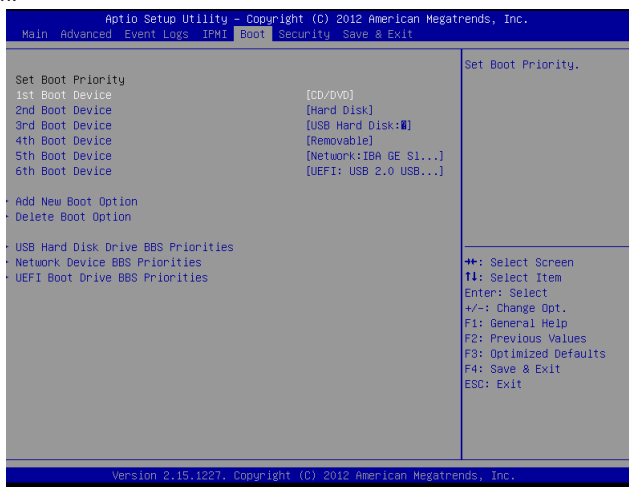 Aptio Setup Utility – Copyright (C) 2012 American Megatrends, Inc.
Main Advanced Event Logs IPMI Boot Security Save & Exit
Set Boot Priority
1st Boot Device [CD/DVD]
2nd Boot Device [Hard Disk]
3rd Boot Device [USB Hard Disk:]
4th Boot Device [Removable]
5th Boot Device [Network:IBA GE Sl...]
6th Boot Device [UEFI: USB 2.0 USB...]
Add New Boot Option
Delete Boot Option
USB Hard Disk Drive BBS Priorities
Network Device BBS Priorities
UEFI Boot Drive BBS Priorities
Set Boot Priority.
→←: Select Screen
↑↓: Select Item
Enter: Select
+/-: Change Opt.
F1: General Help
F2: Previous Values
F3: Optimized Defaults
F4: Save & Exit
ESC: Exit
Version 2.15.1227. Copyright (C) 2012 American Megatrends, Inc.